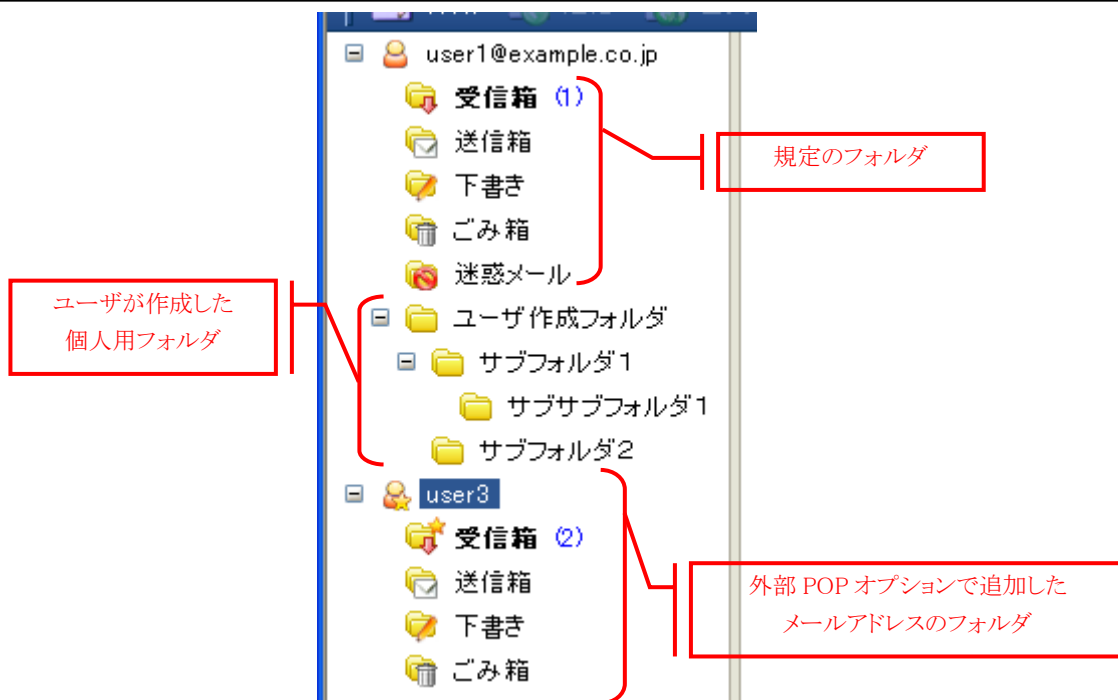 user1@example.co.jp
受信箱 (1)
送信箱
下書き
ごみ箱
迷惑メール
ユーザ作成フォルダ
サブフォルダ1
サブサブフォルダ1
サブフォルダ2
user3
受信箱 (2)
送信箱
下書き
ごみ箱
規定のフォルダ
ユーザが作成した
個人用フォルダ
外部 POP オプションで追加した
メールアドレスのフォルダ